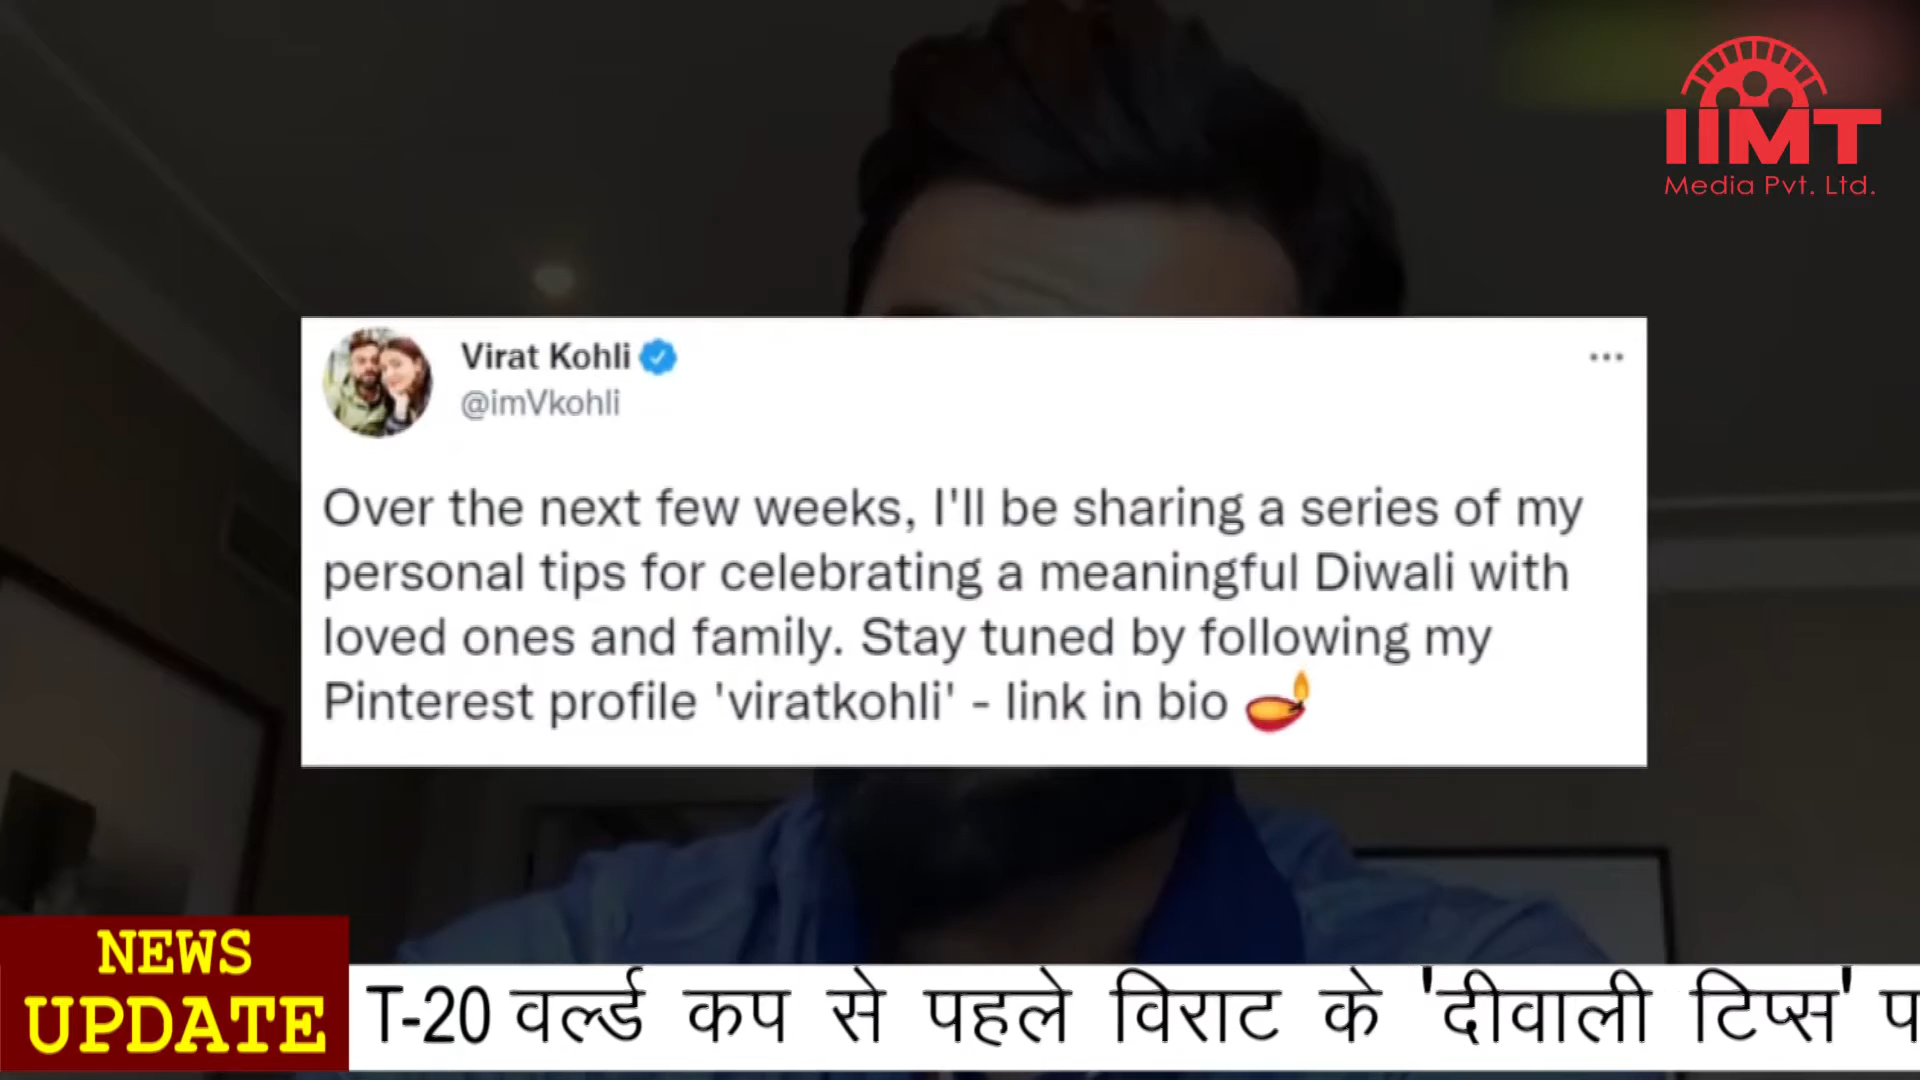 IIMT
Media Pvt. Ltd.
Virat Kohli
@imVkohli
Over the next few weeks, I'll be sharing a series of my
personal tips for celebrating a meaningful Diwali with
loved ones and family. Stay tuned by following my
Pinterest profile 'viratkohli' - link in bio
NEWS
UPDATE
T-20 वर्ल्ड कप से पहले विराट के 'दीवाली टिप्स' प